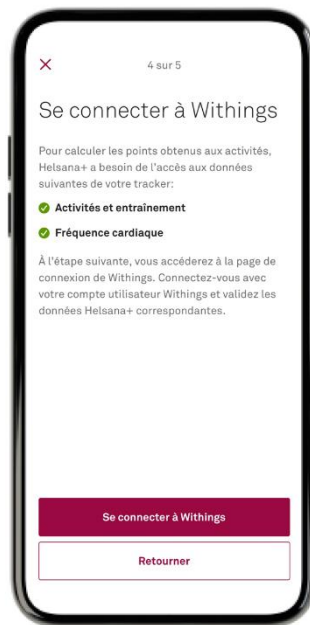 4 sur 5
Se connecter à Withings
Pour calculer les points obtenus aux activités,
Helsana+ a besoin de l'accès aux données
suivantes de votre tracker:
Activités et entraînement
Fréquence cardiaque
À l'étape suivante, vous accéderez à la page de
connexion de Withings. Connectez-vous avec
votre compte utilisateur Withings et validez les
données Helsana+ correspondantes.
Se connecter à Withings
Retourner